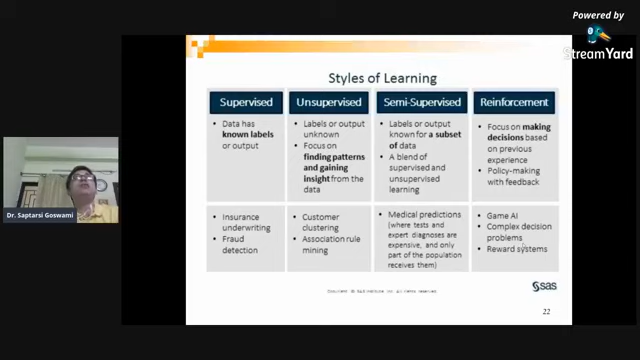 Powered by
StreamYard
Styles of Learning
Supervised
Unsupervised
Semi-Supervised
Reinforcement
• Data has
known labels
or output
• Labels or output
unknown
• Focus on
finding patterns
and gaining
insight from the
data
• Labels or output
known for a subset
of data
• A blend of
supervised and
unsupervised
learning
• Focus on making
decisions based
on previous
experience
• Policy-making
with feedback
• Insurance
underwriting
• Fraud
detection
• Customer
clustering
• Association rule
mining
• Medical predictions
(where tests and
expert diagnoses are
expensive, and only
part of the population
receives them)
• Game AI
• Complex decision
problems
• Reward systems
Dr. Saptarsi Goswami
Inc. All rights reserved.
sas
22